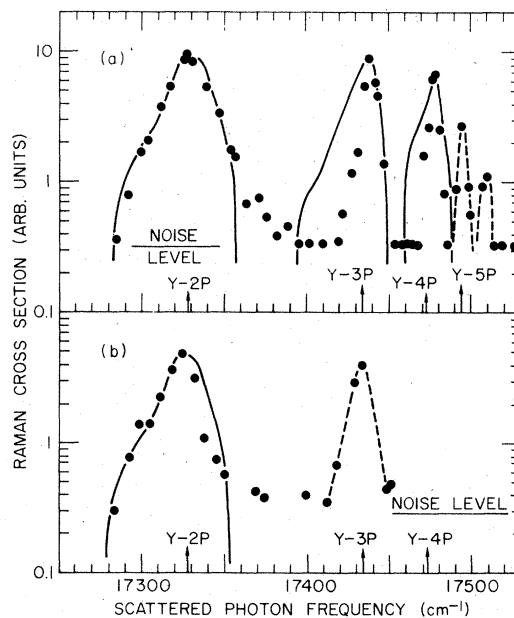 RAMAN CROSS SECTION (ARB. UNITS)
10
(a)
1
NOISE
LEVEL
Y-2P
Y-3P
Y-4P
Y-5P
0.1
(b)
.1
NOISE LEVEL
Y-2P
Y-3P
Y-4P
0.1
17300
17400
17500
SCATTERED PHOTON FREQUENCY (cm⁻¹)